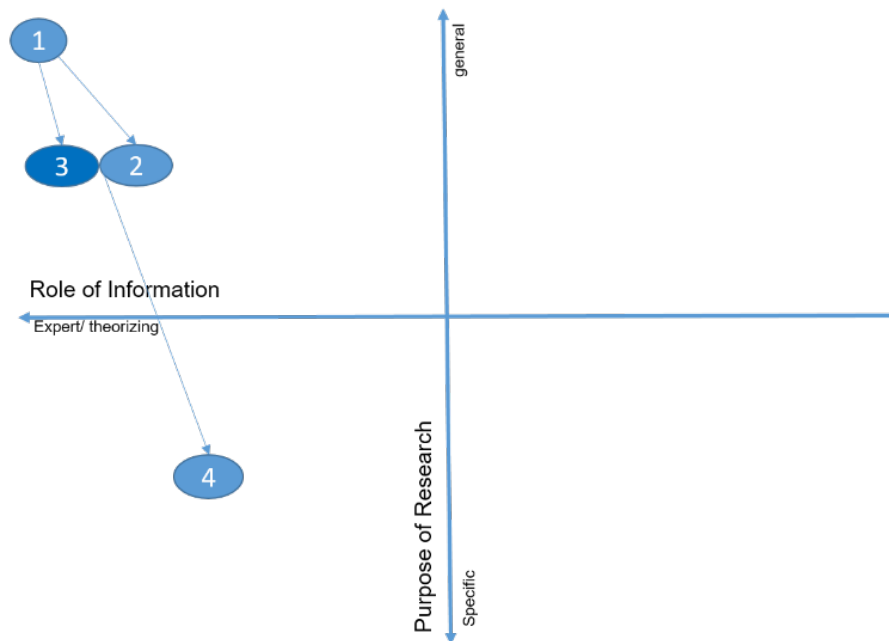 1
general
3
2
Role of Information
Expert/ theorizing
4
Purpose of Research
Specific